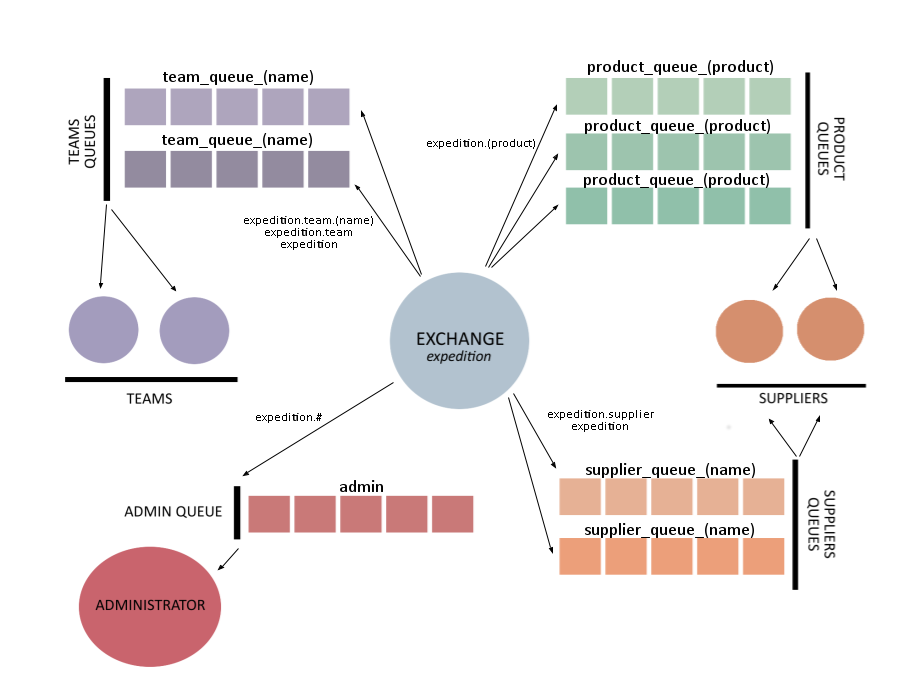 team_queue_(name)
TEAMS
QUEUES
team_queue_(name)
expedition.team.(name)
expedition.team
expedition
TEAMS
product_queue_(product)
expedition.(product)
product_queue_(product)
product_queue_(product)
PRODUCT
QUEUES
EXCHANGE
expedition
SUPPLIERS
expedition.#
expedition.supplier
expedition
admin
ADMIN QUEUE
ADMINISTRATOR
supplier_queue_(name)
supplier_queue_(name)
SUPPLIERS
QUEUES